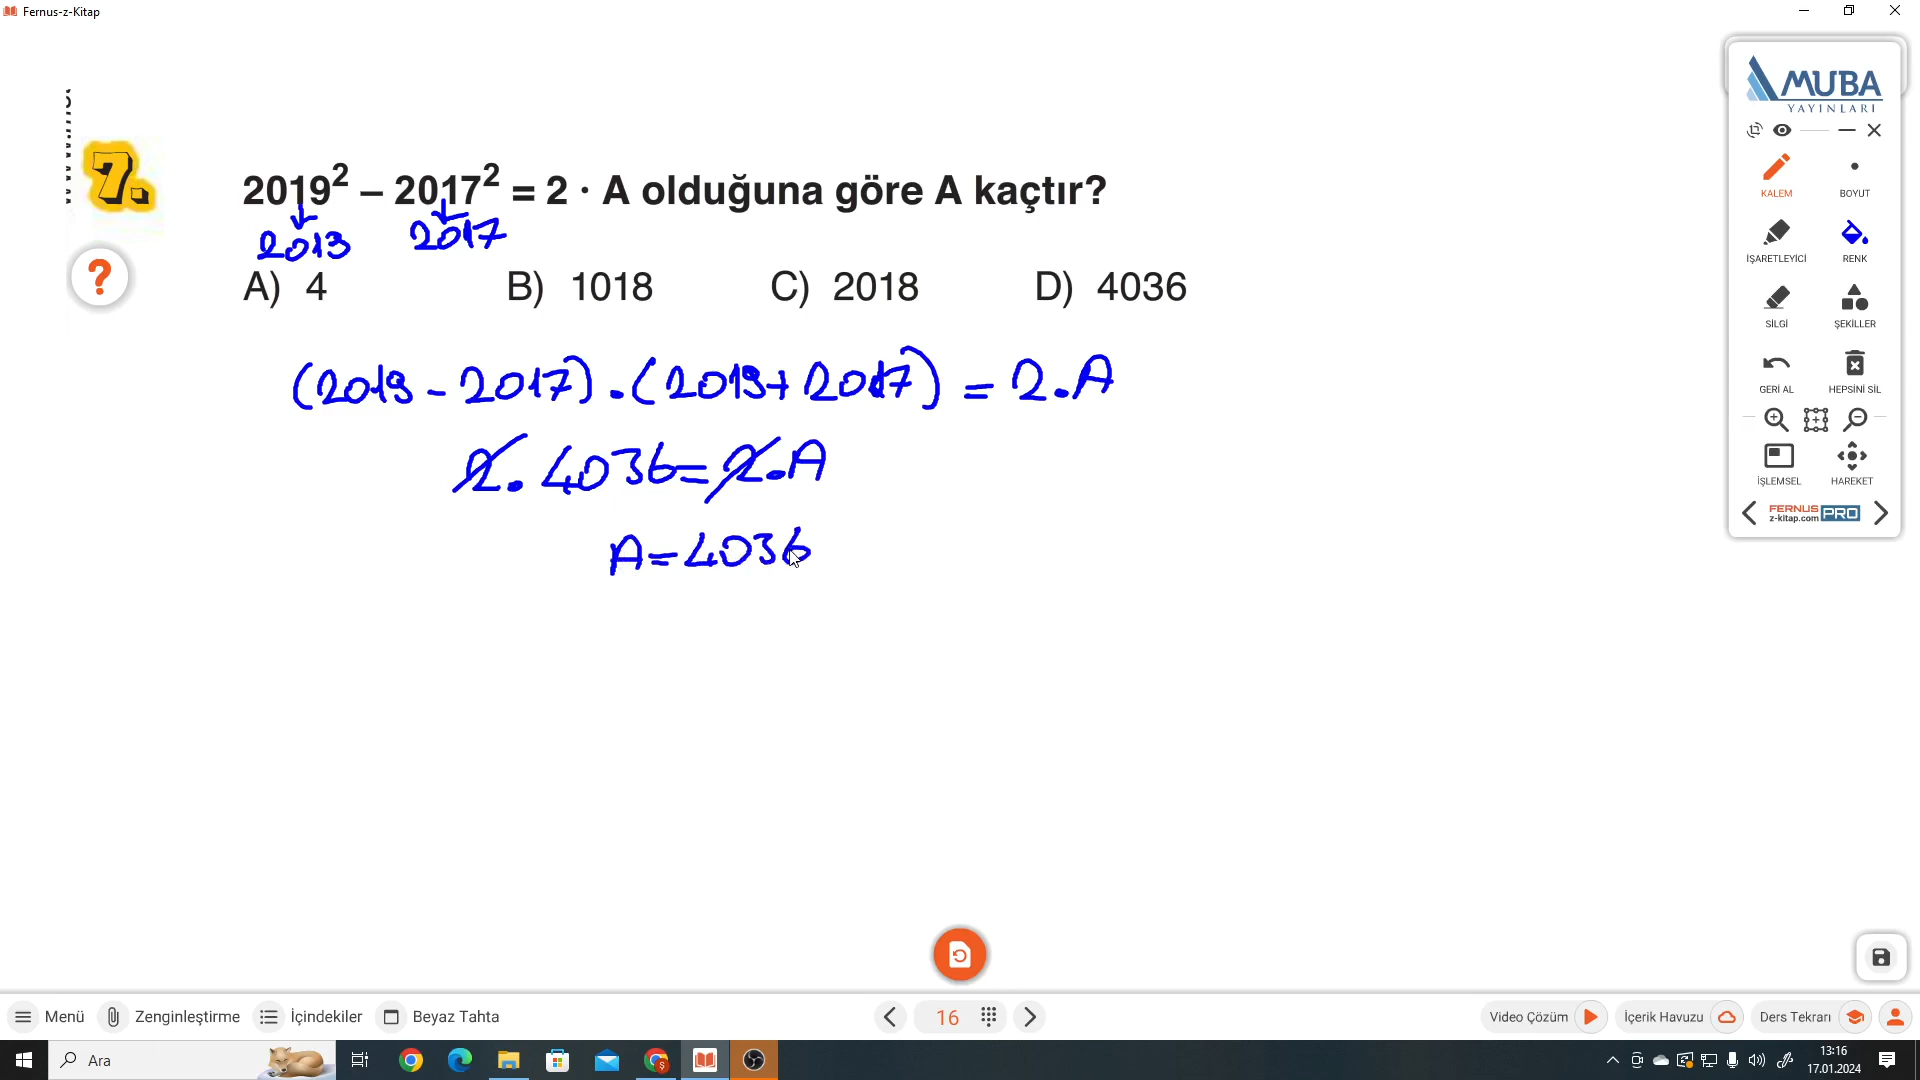 Fernus-z-Kitap
MUBA
YAYINLARI
7.
2019² – 2017² = 2 · A olduğuna göre A kaçtır?
2019 2017
A) 4 B) 1018 C) 2018 D) 4036
(2019 - 2017) . (2019 + 2017) = 2.A
2. 4036 = 2.A
A = 4036
KALEM BOYUT
İŞARETLEYİCİ RENK
SİLGİ ŞEKİLLER
GERİ AL HEPSİNİ SİL
İŞLEMSEL HAREKET
FERNUS PRO
z-kitap.com
Menü Zenginleştirme İçindekiler Beyaz Tahta 16 Video Çözüm İçerik Havuzu Ders Tekrarı
Ara
13:16
17.01.2024